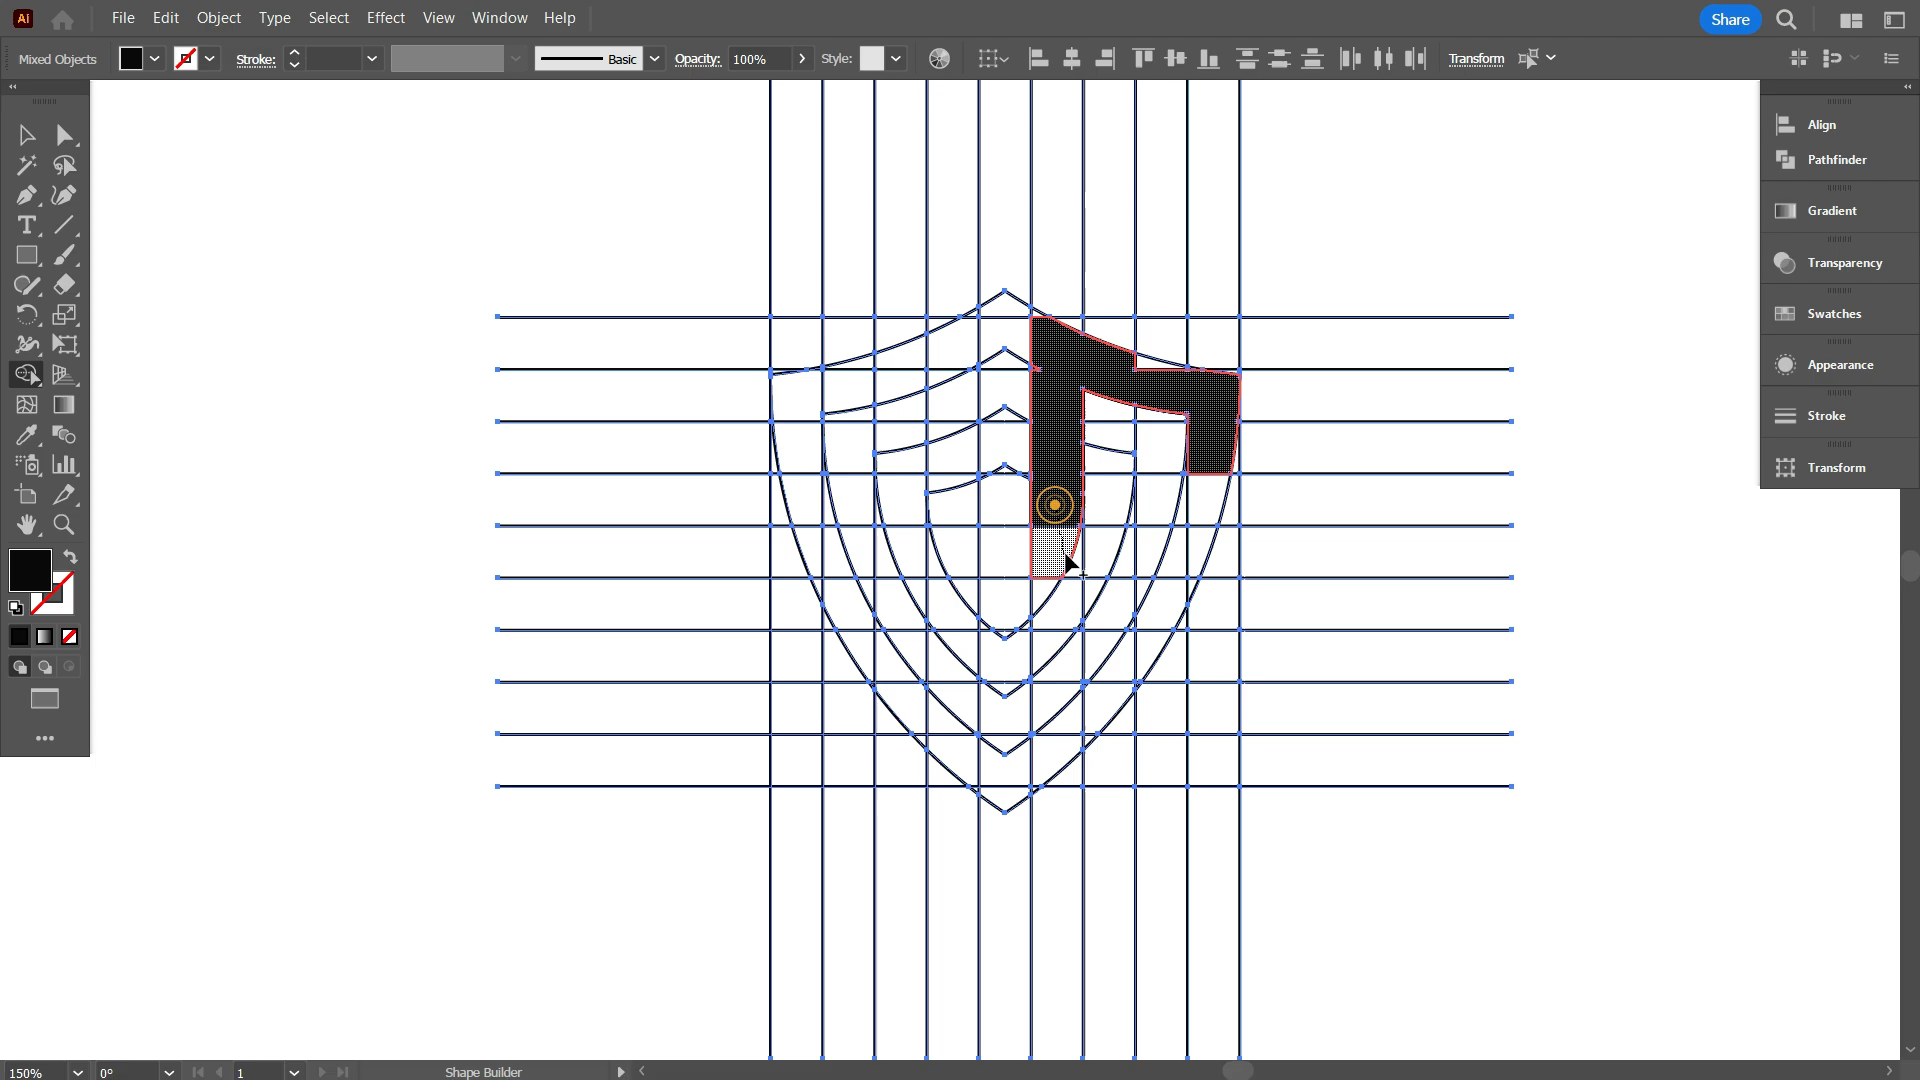 Ai File Edit Object Type Select Effect View Window Help Share
Mixed Objects Stroke: Basic Opacity: 100% Style: Transform
Align
Pathfinder
Gradient
Transparency
Swatches
Appearance
Stroke
Transform
150% 0° 1 Shape Builder